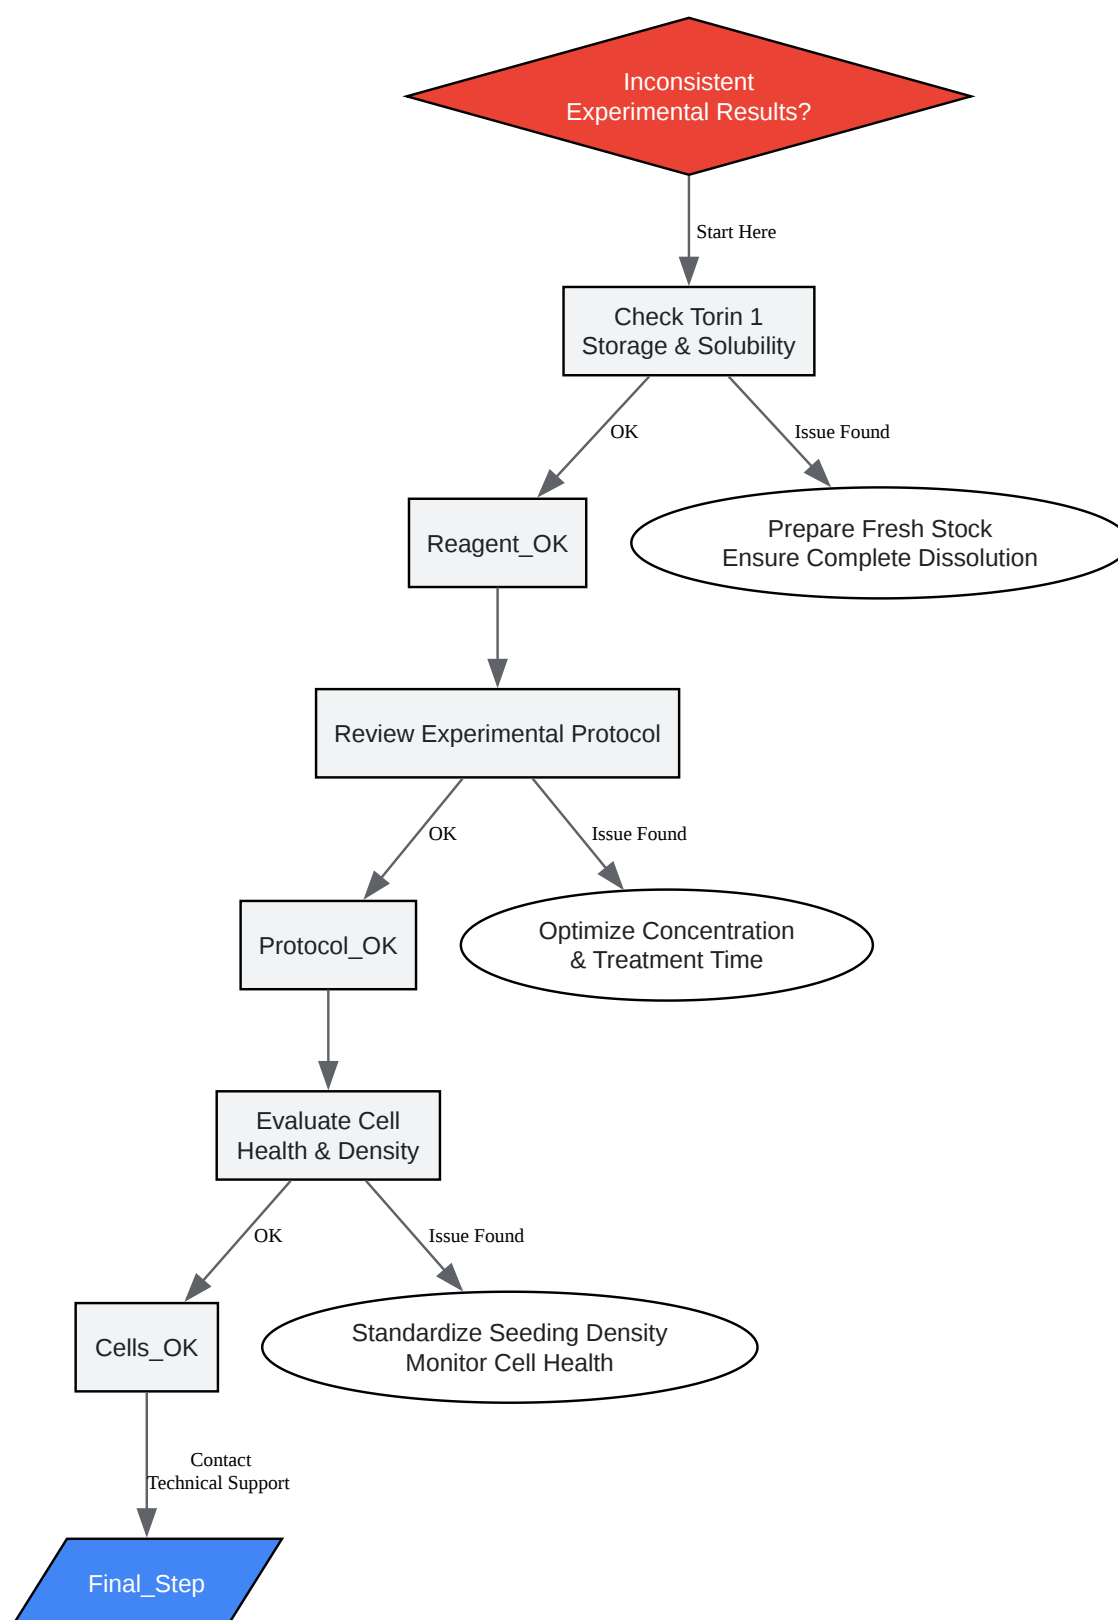 Inconsistent
Experimental Results?
Start Here
Check Torin 1
Storage & Solubility
OK
Issue Found
Reagent_OK
Prepare Fresh Stock
Ensure Complete Dissolution
Review Experimental Protocol
OK
Issue Found
Protocol_OK
Optimize Concentration
& Treatment Time
Evaluate Cell
Health & Density
OK
Issue Found
Cells_OK
Standardize Seeding Density
Monitor Cell Health
Contact
Technical Support
Final_Step